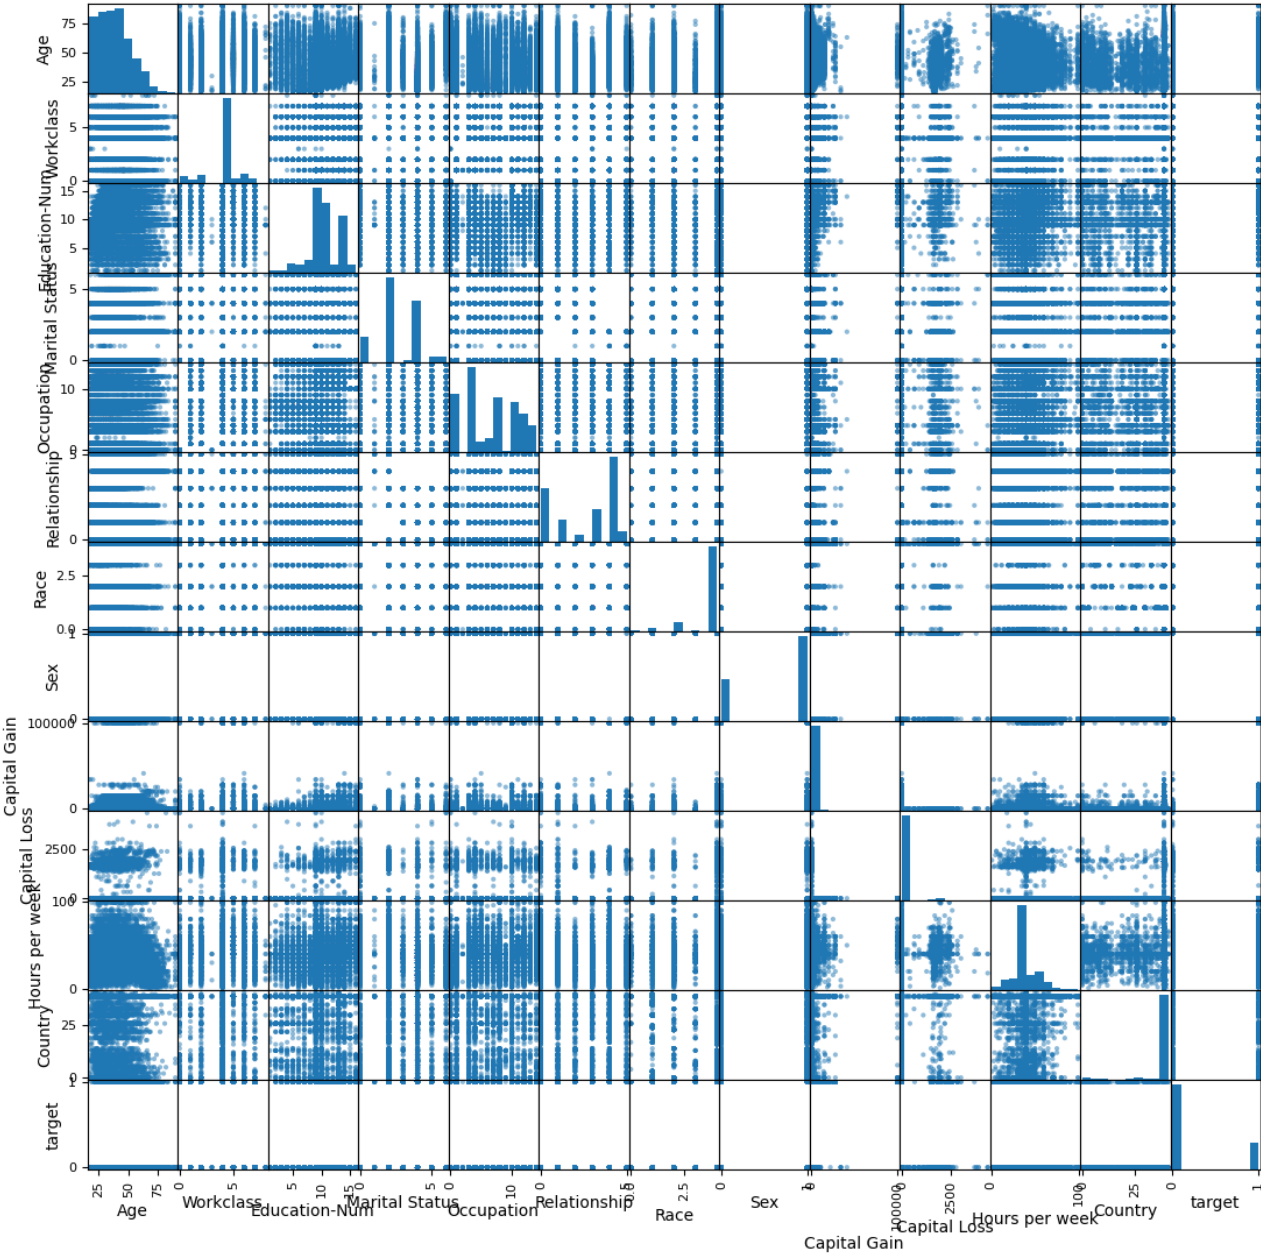 75
50
25
Age
5
0
Workclass
15
10
5
Education-Num
5
0
Marital Status
10
0
Occupation
5
0
Relationship
2.5
0.0
Race
1
0
Sex
100000
0
Capital Gain
2500
0
Capital Loss
100
0
Hours per week
25
0
Country
1
0
target
25 50 75 0 5 5 10 15 0 0 10 0 0.0 2.5 0 1 0 100000 0 2500 0 100 0 25 0 1
Age Workclass Education-Num Marital Status Occupation Relationship Race Sex Capital Gain Capital Loss Hours per week Country target